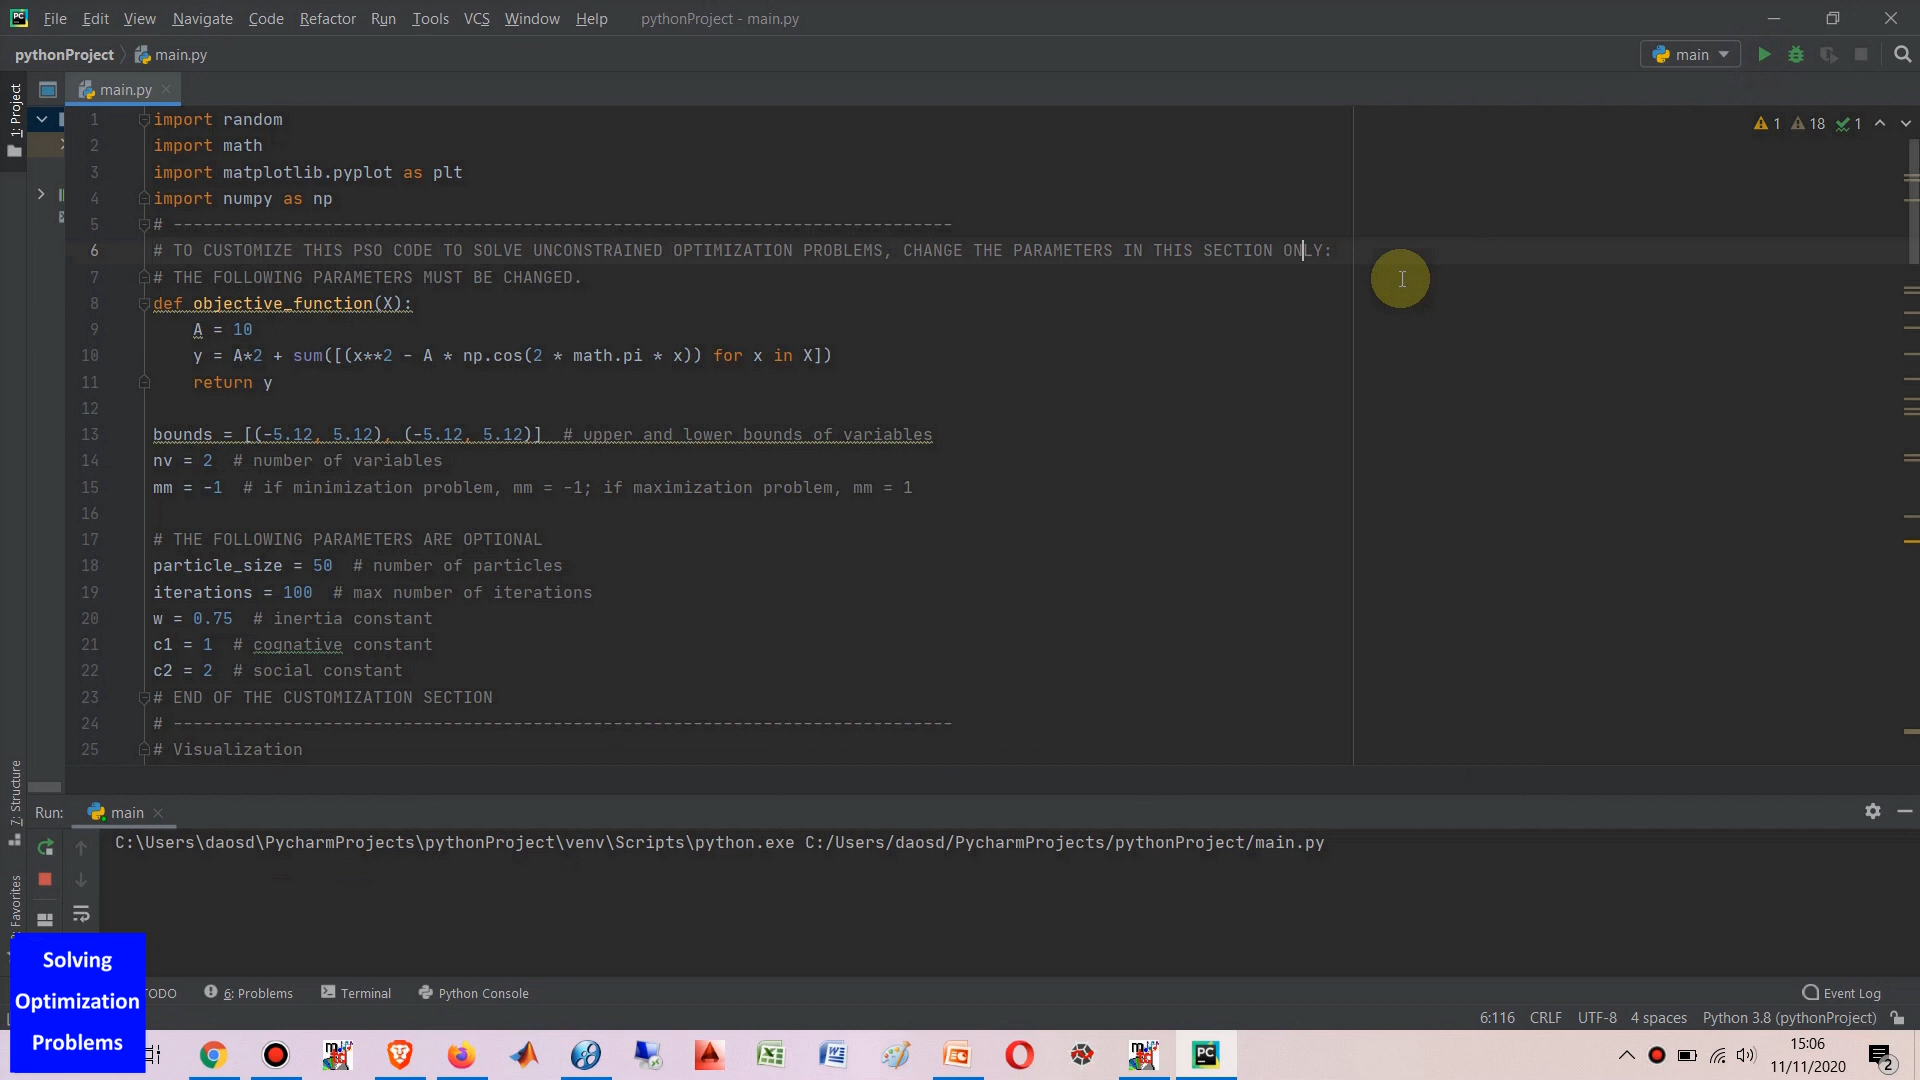 File Edit View Navigate Code Refactor Run Tools VCS Window Help pythonProject - main.py
pythonProject main.py main
1: Project main.py
1 import random
1 18 1
2 import math
3 import matplotlib.pyplot as plt
4 import numpy as np
5 # ------------------------------------------------------------------------------
6 # TO CUSTOMIZE THIS PSO CODE TO SOLVE UNCONSTRAINED OPTIMIZATION PROBLEMS, CHANGE THE PARAMETERS IN THIS SECTION ONLY:
7 # THE FOLLOWING PARAMETERS MUST BE CHANGED.
8 def objective_function(X):
9 A = 10
10 y = A*2 + sum([(x**2 - A * np.cos(2 * math.pi * x)) for x in X])
11 return y
12
13 bounds = [(-5.12, 5.12), (-5.12, 5.12)] # upper and lower bounds of variables
14 nv = 2 # number of variables
15 mm = -1 # if minimization problem, mm = -1; if maximization problem, mm = 1
16
17 # THE FOLLOWING PARAMETERS ARE OPTIONAL
18 particle_size = 50 # number of particles
19 iterations = 100 # max number of iterations
20 w = 0.75 # inertia constant
21 c1 = 1 # cognative constant
22 c2 = 2 # social constant
23 # END OF THE CUSTOMIZATION SECTION
24 # ------------------------------------------------------------------------------
25 # Visualization
7: Structure
Run: main
C:\Users\daosd\PycharmProjects\pythonProject\venv\Scripts\python.exe C:/Users/daosd/PycharmProjects/pythonProject/main.py
Favorites
Solving
Optimization
Problems
TODO 6: Problems Terminal Python Console Event Log
6:116 CRLF UTF-8 4 spaces Python 3.8 (pythonProject)
15:06
11/11/2020
2